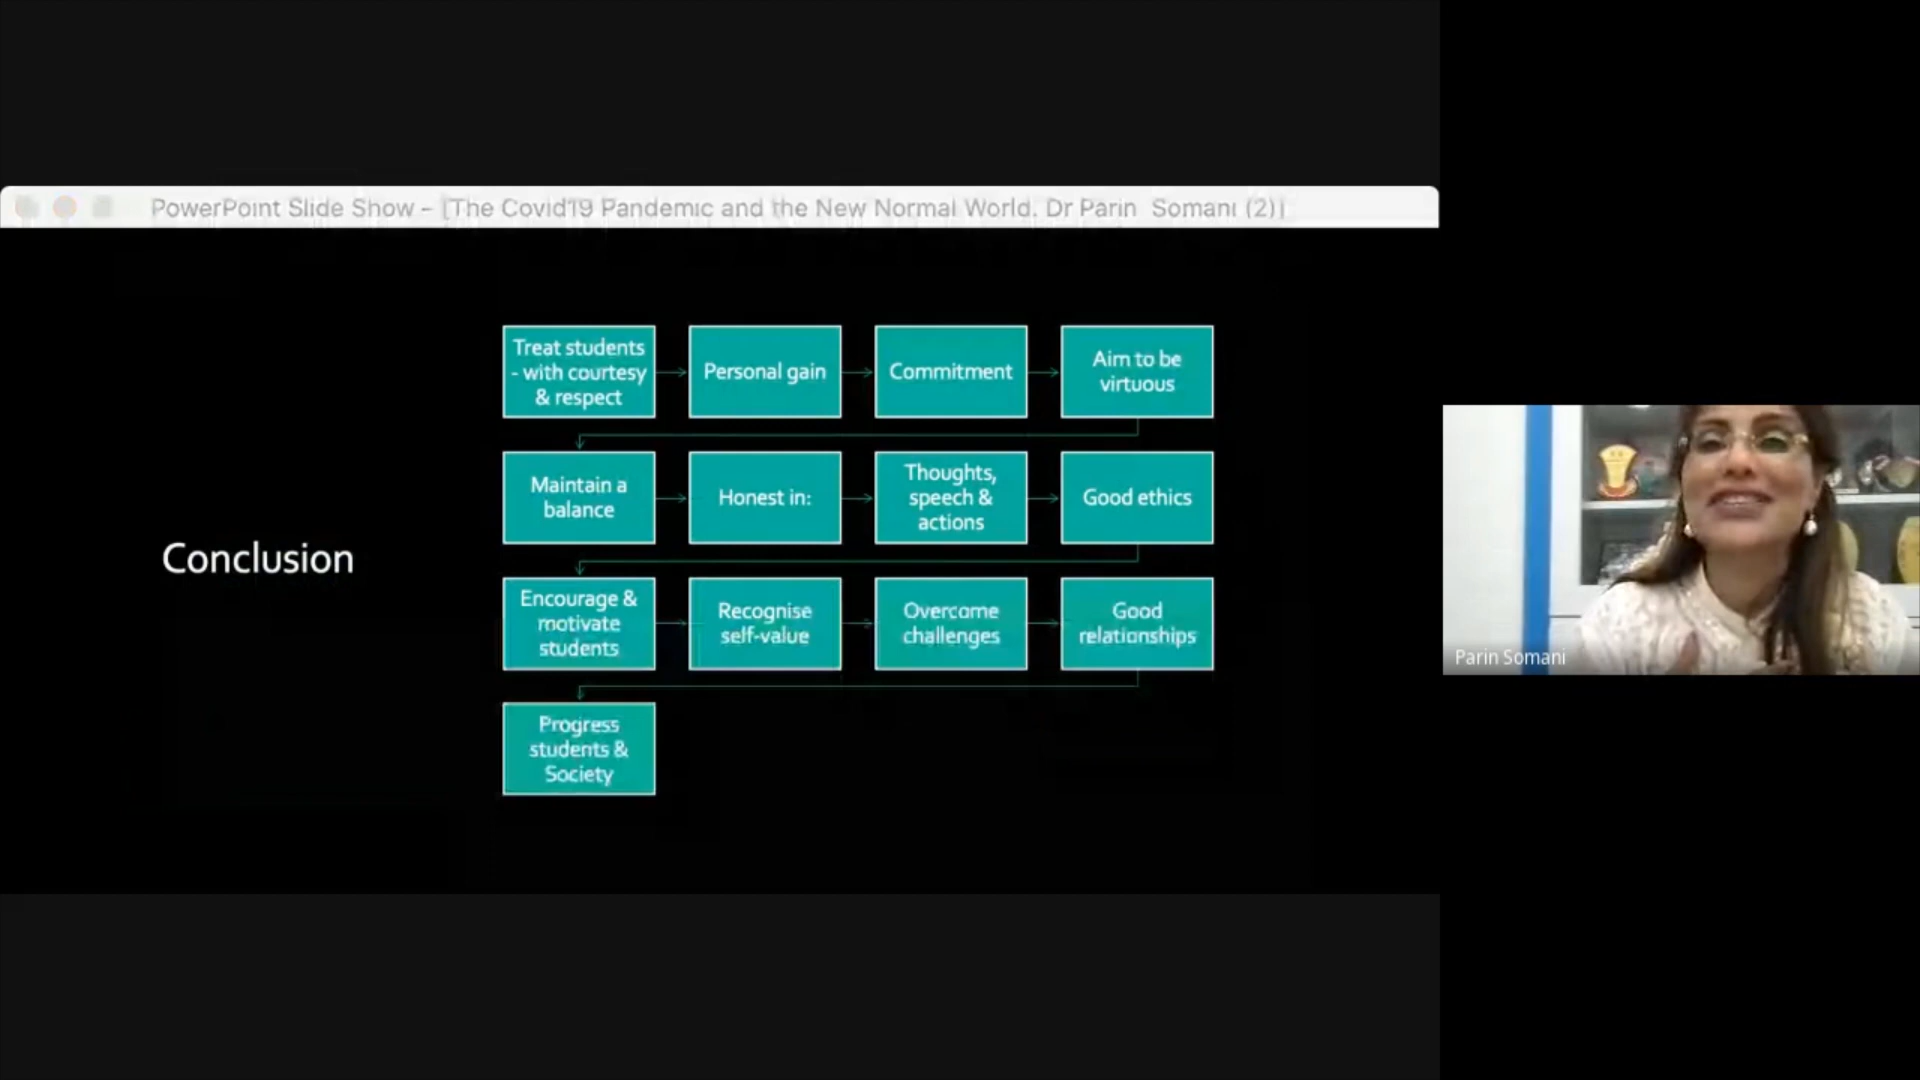 PowerPoint Slide Show - [The Covid19 Pandemic and the New Normal World. Dr Parin Somani (2)]
Conclusion
Treat students
- with courtesy
& respect
Personal gain
Commitment
Aim to be
virtuous
Maintain a
balance
Honest in:
Thoughts,
speech &
actions
Good ethics
Encourage &
motivate
students
Recognise
self-value
Overcome
challenges
Good
relationships
Progress
students &
Society
Parin Somani